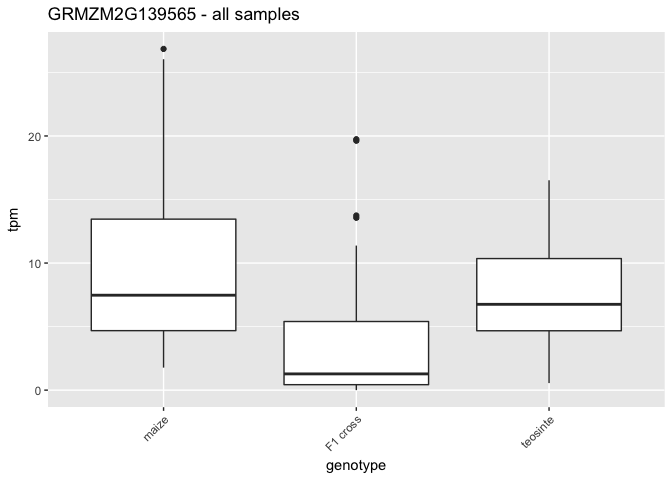 GRMZM2G139565 - all samples
tpm
20
10
0
maize
F1 cross
teosinte
genotype